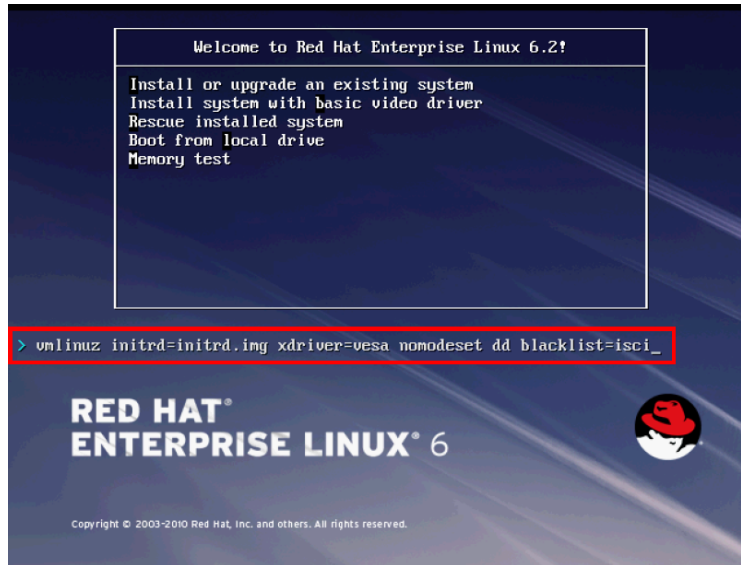 Welcome to Red Hat Enterprise Linux 6.2!
Install or upgrade an existing system
Install system with basic video driver
Rescue installed system
Boot from local drive
Memory test
> vmlinuz initrd=initrd.img xdriver=vesa nomodeset dd blacklist=isci_
RED HAT®
ENTERPRISE LINUX® 6
Copyright © 2003-2010 Red Hat, Inc. and others. All rights reserved.